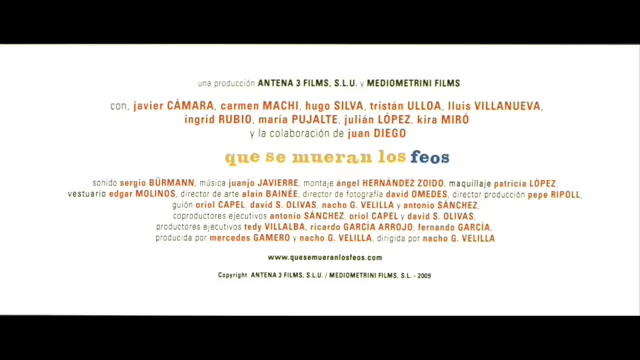 una producción ANTENA 3 FILMS, S.L.U. y MEDIOMETRINI FILMS
con, javier CÁMARA, carmen MACHI, hugo SILVA, tristán ULLOA, lluis VILLANUEVA,
ingrid RUBIO, maría PUJALTE, julián LÓPEZ, kira MIRÓ
y la colaboración de juan DIEGO
que se mueran los feos
sonido sergio BÜRMANN, música juanjo JAVIERRE, montaje ángel HERNÁNDEZ ZOIDO, maquillaje patricia LÓPEZ,
vestuario edgar MOLINOS, director de arte alain BAINÉE, director de fotografía david OMEDES, director producción pepe RIPOLL,
guión oriol CAPEL, david S. OLIVAS, nacho G. VELILLA y antonio SÁNCHEZ,
coproductores ejecutivos antonio SÁNCHEZ, oriol CAPEL y david S. OLIVAS,
productores ejecutivos tedy VILLALBA, ricardo GARCÍA ARROJO, fernando GARCÍA,
producida por mercedes GAMERO y nacho G. VELILLA, dirigida por nacho G. VELILLA
www.quesemueranlosfeos.com
Copyright ANTENA 3 FILMS, S.L.U. / MEDIOMETRINI FILMS, S.L. - 2009